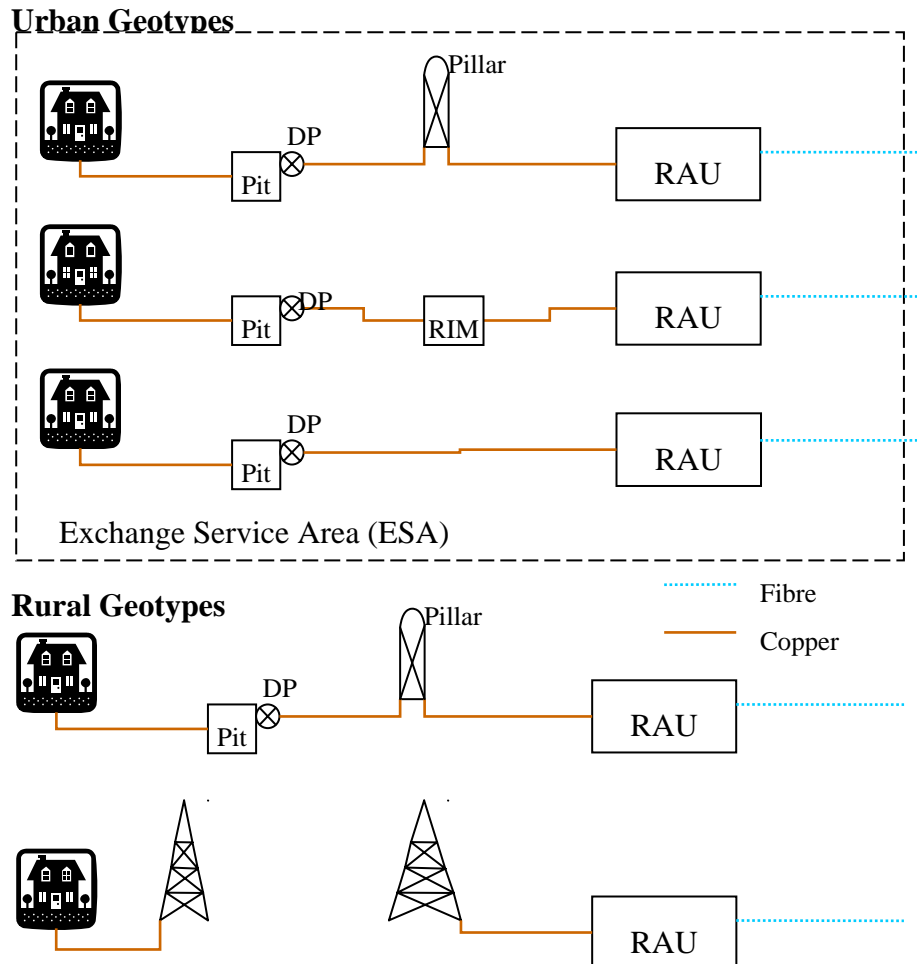 Urban Geotypes
Pillar
DP
Pit
RAU
DP
Pit
RIM
RAU
DP
Pit
RAU
Exchange Service Area (ESA)
Fibre
Rural Geotypes
Pillar
Copper
DP
Pit
RAU
RAU